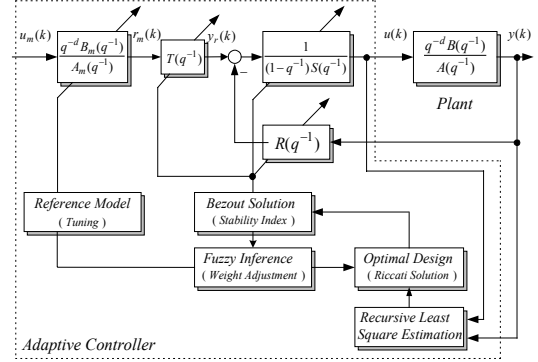 u_m(k)
q^{-d} B_m(q^{-1})
A_m(q^{-1})
r_m(k)
T(q^{-1})
y_r(k)
−
1
(1−q^{-1})S(q^{-1})
u(k)
q^{-d} B(q^{-1})
A(q^{-1})
y(k)
Plant
R(q^{-1})
Reference Model
( Tuning )
Bezout Solution
( Stability Index )
Fuzzy Inference
( Weight Adjustment )
Optimal Design
( Riccati Solution )
Recursive Least
Square Estimation
Adaptive Controller